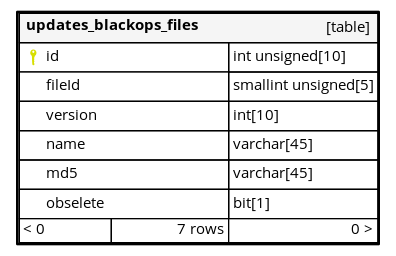 updates_blackops_files [table]
id int unsigned[10]
fileId smallint unsigned[5]
version int[10]
name varchar[45]
md5 varchar[45]
obselete bit[1]
< 0 7 rows 0 >